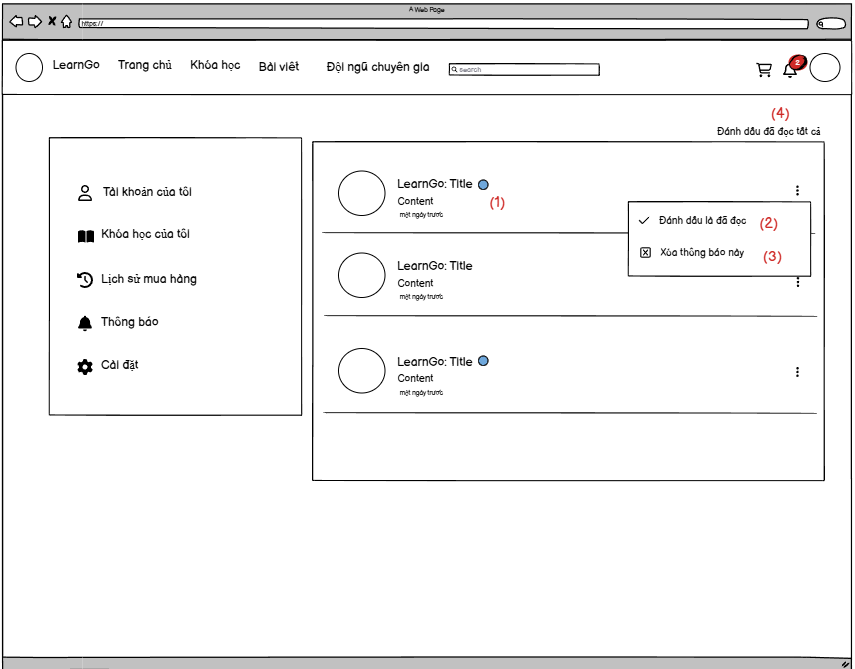 A Web Page
https://
LearnGo Trang chủ Khóa học Bài viết Đội ngũ chuyên gia search 2
(4)
Đánh dấu đã đọc tất cả
Tài khoản của tôi
Khóa học của tôi
Lịch sử mua hàng
Thông báo
Cài đặt
LearnGo: Title
Content (1)
một ngày trước
Đánh dấu là đã đọc (2)
Xóa thông báo này (3)
LearnGo: Title
Content
một ngày trước
LearnGo: Title
Content
một ngày trước